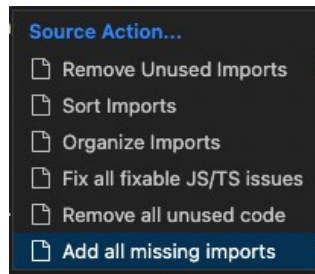 Source Action...
Remove Unused Imports
Sort Imports
Organize Imports
Fix all fixable JS/TS issues
Remove all unused code
Add all missing imports